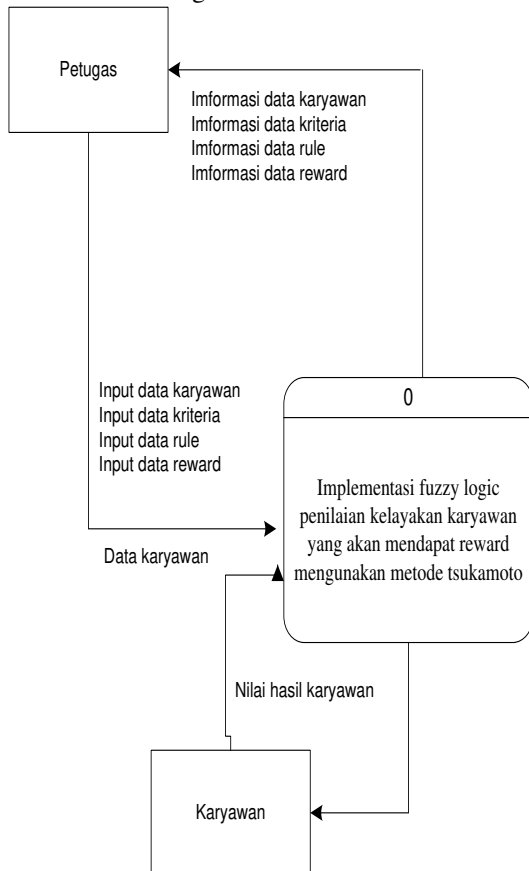 Petugas
Imformasi data karyawan
Imformasi data kriteria
Imformasi data rule
Imformasi data reward
Input data karyawan
Input data kriteria
Input data rule
Input data reward
0
Implementasi fuzzy logic
penilaian kelayakan karyawan
yang akan mendapat reward
mengunakan metode tsukamoto
Data karyawan
Nilai hasil karyawan
Karyawan